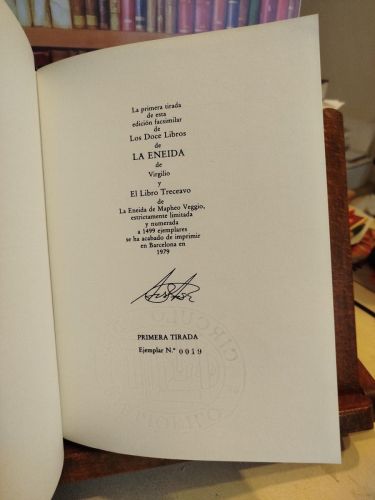 La primera tirada
de esta
edición facsimilar
de
Los Doce Libros
de
LA ENEIDA
de
Virgilio
y
El Libro Treceavo
de
La Eneida de Mapheo Veggio,
estrictamente limitada
y numerada
a 1499 ejemplares
se ha acabado de imprimir
en Barcelona en
1979
PRIMERA TIRADA
Ejemplar N.º 0019